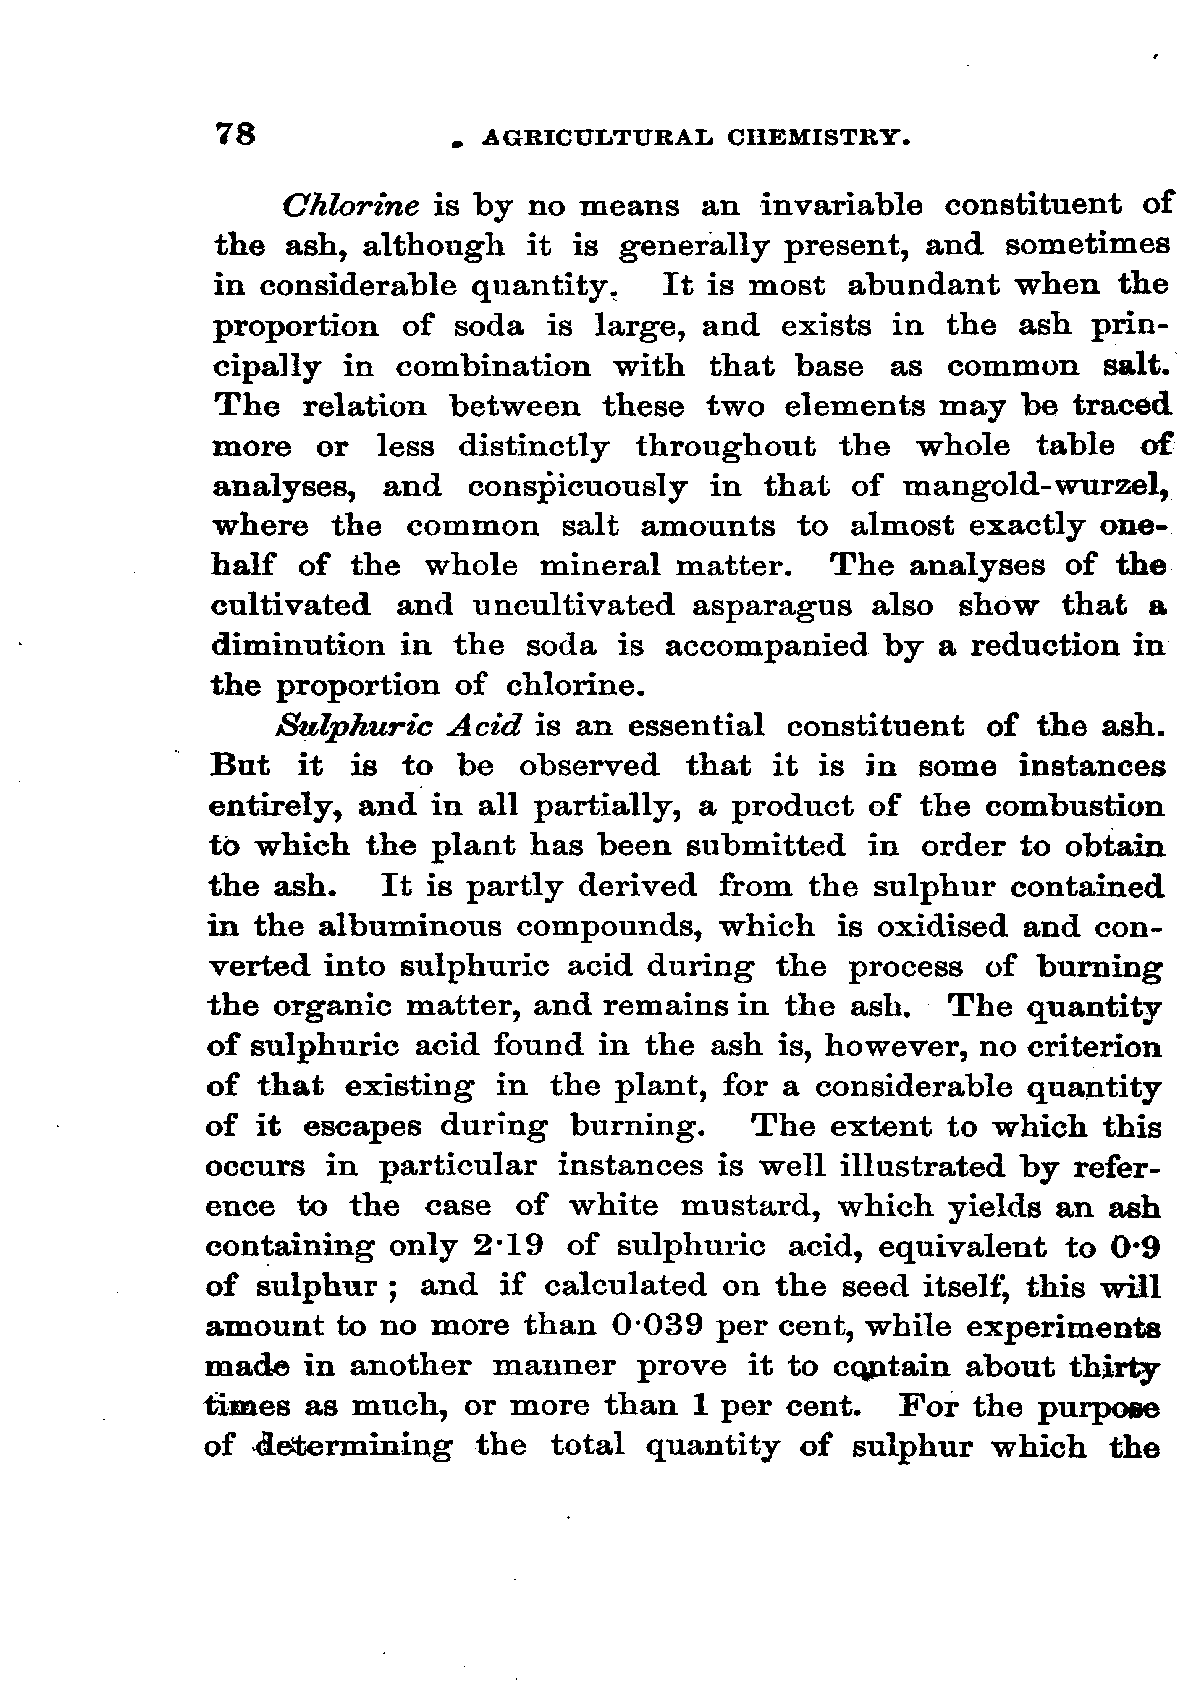 78 AGRICULTURAL CHEMISTRY.
Chlorine is by no means an invariable constituent of
the ash, although it is generally present, and sometimes
in considerable quantity. It is most abundant when the
proportion of soda is large, and exists in the ash prin-
cipally in combination with that base as common salt.
The relation between these two elements may be traced
more or less distinctly throughout the whole table of
analyses, and conspicuously in that of mangold-wurzel,
where the common salt amounts to almost exactly one-
half of the whole mineral matter. The analyses of the
cultivated and uncultivated asparagus also show that a
diminution in the soda is accompanied by a reduction in
the proportion of chlorine.
Sulphuric Acid is an essential constituent of the ash.
But it is to be observed that it is in some instances
entirely, and in all partially, a product of the combustion
to which the plant has been submitted in order to obtain
the ash. It is partly derived from the sulphur contained
in the albuminous compounds, which is oxidised and con-
verted into sulphuric acid during the process of burning
the organic matter, and remains in the ash. The quantity
of sulphuric acid found in the ash is, however, no criterion
of that existing in the plant, for a considerable quantity
of it escapes during burning. The extent to which this
occurs in particular instances is well illustrated by refer-
ence to the case of white mustard, which yields an ash
containing only 2·19 of sulphuric acid, equivalent to 0·9
of sulphur ; and if calculated on the seed itself, this will
amount to no more than 0·039 per cent, while experiments
made in another manner prove it to contain about thirty
times as much, or more than 1 per cent. For the purpose
of determining the total quantity of sulphur which the